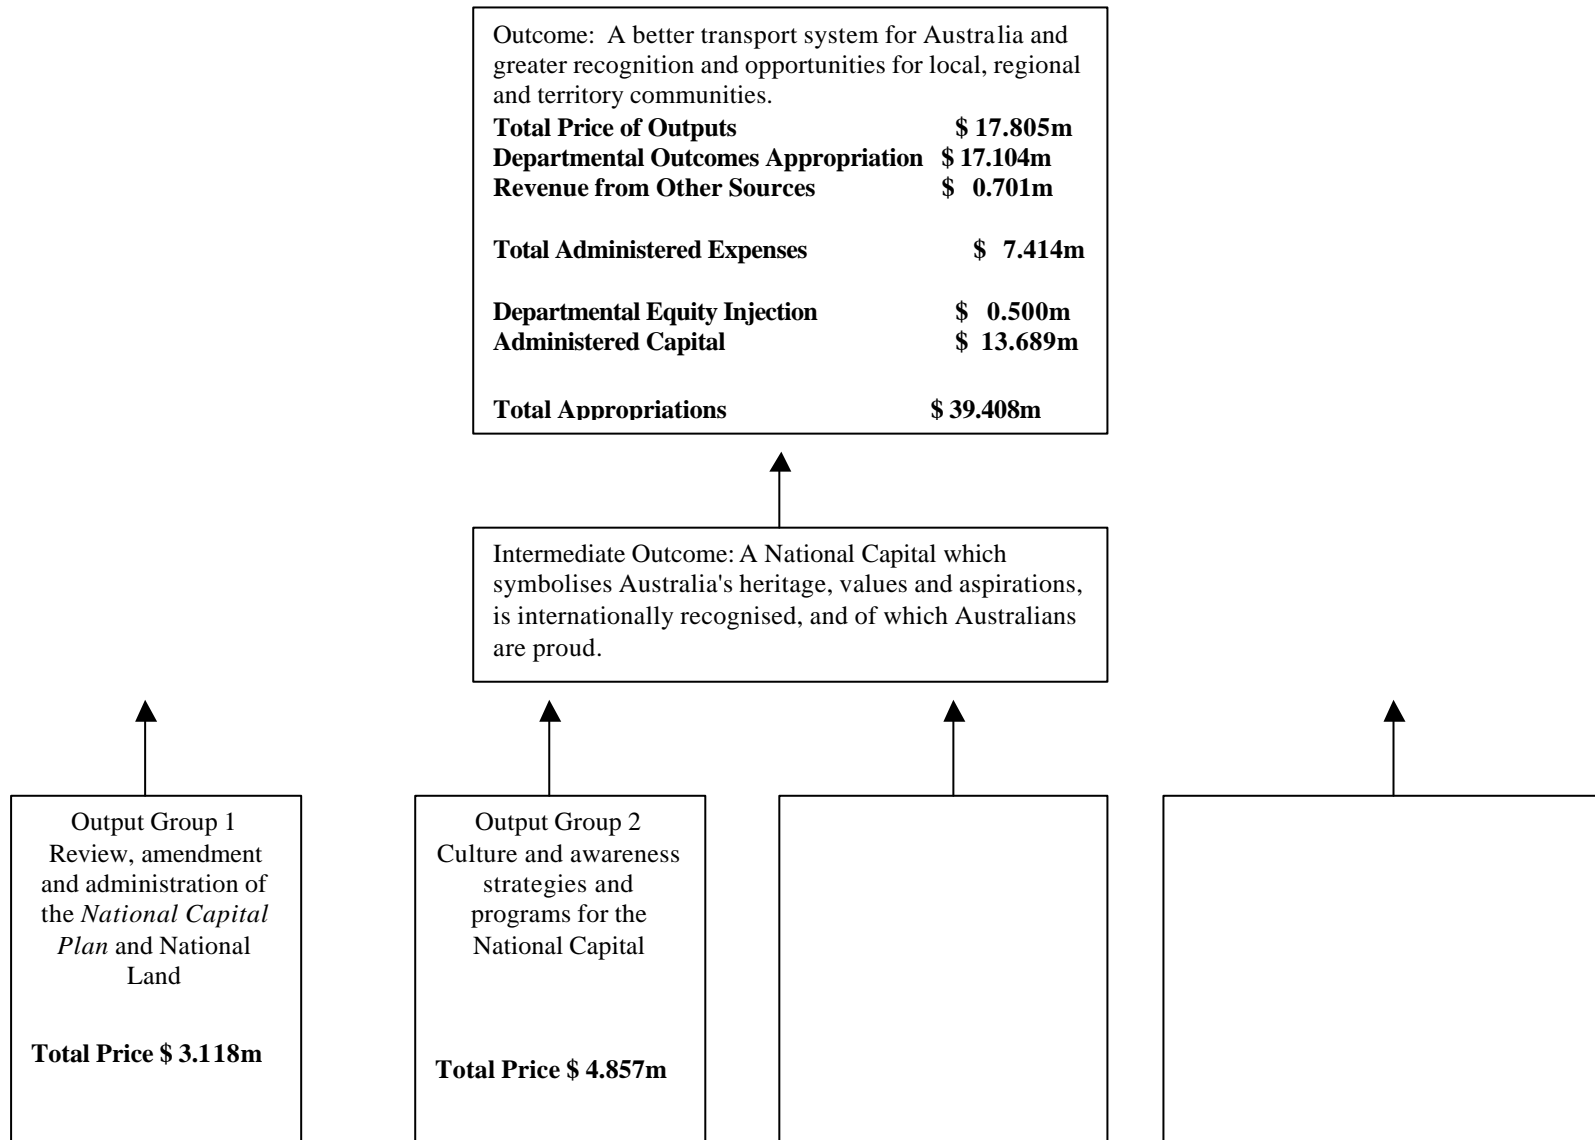 Outcome:  A better transport system for Australia and
greater recognition and opportunities for local, regional
and territory communities.
Total Price of Outputs $ 17.805m
Departmental Outcomes Appropriation $ 17.104m
Revenue from Other Sources $ 0.701m
Total Administered Expenses $ 7.414m
Departmental Equity Injection $ 0.500m
Administered Capital $ 13.689m
Total Appropriations $ 39.408m
Intermediate Outcome: A National Capital which
symbolises Australia's heritage, values and aspirations,
is internationally recognised, and of which Australians
are proud.
Output Group 1
Review, amendment
and administration of
the National Capital
Plan and National
Land
Total Price $ 3.118m
Output Group 2
Culture and awareness
strategies and
programs for the
National Capital
Total Price $ 4.857m